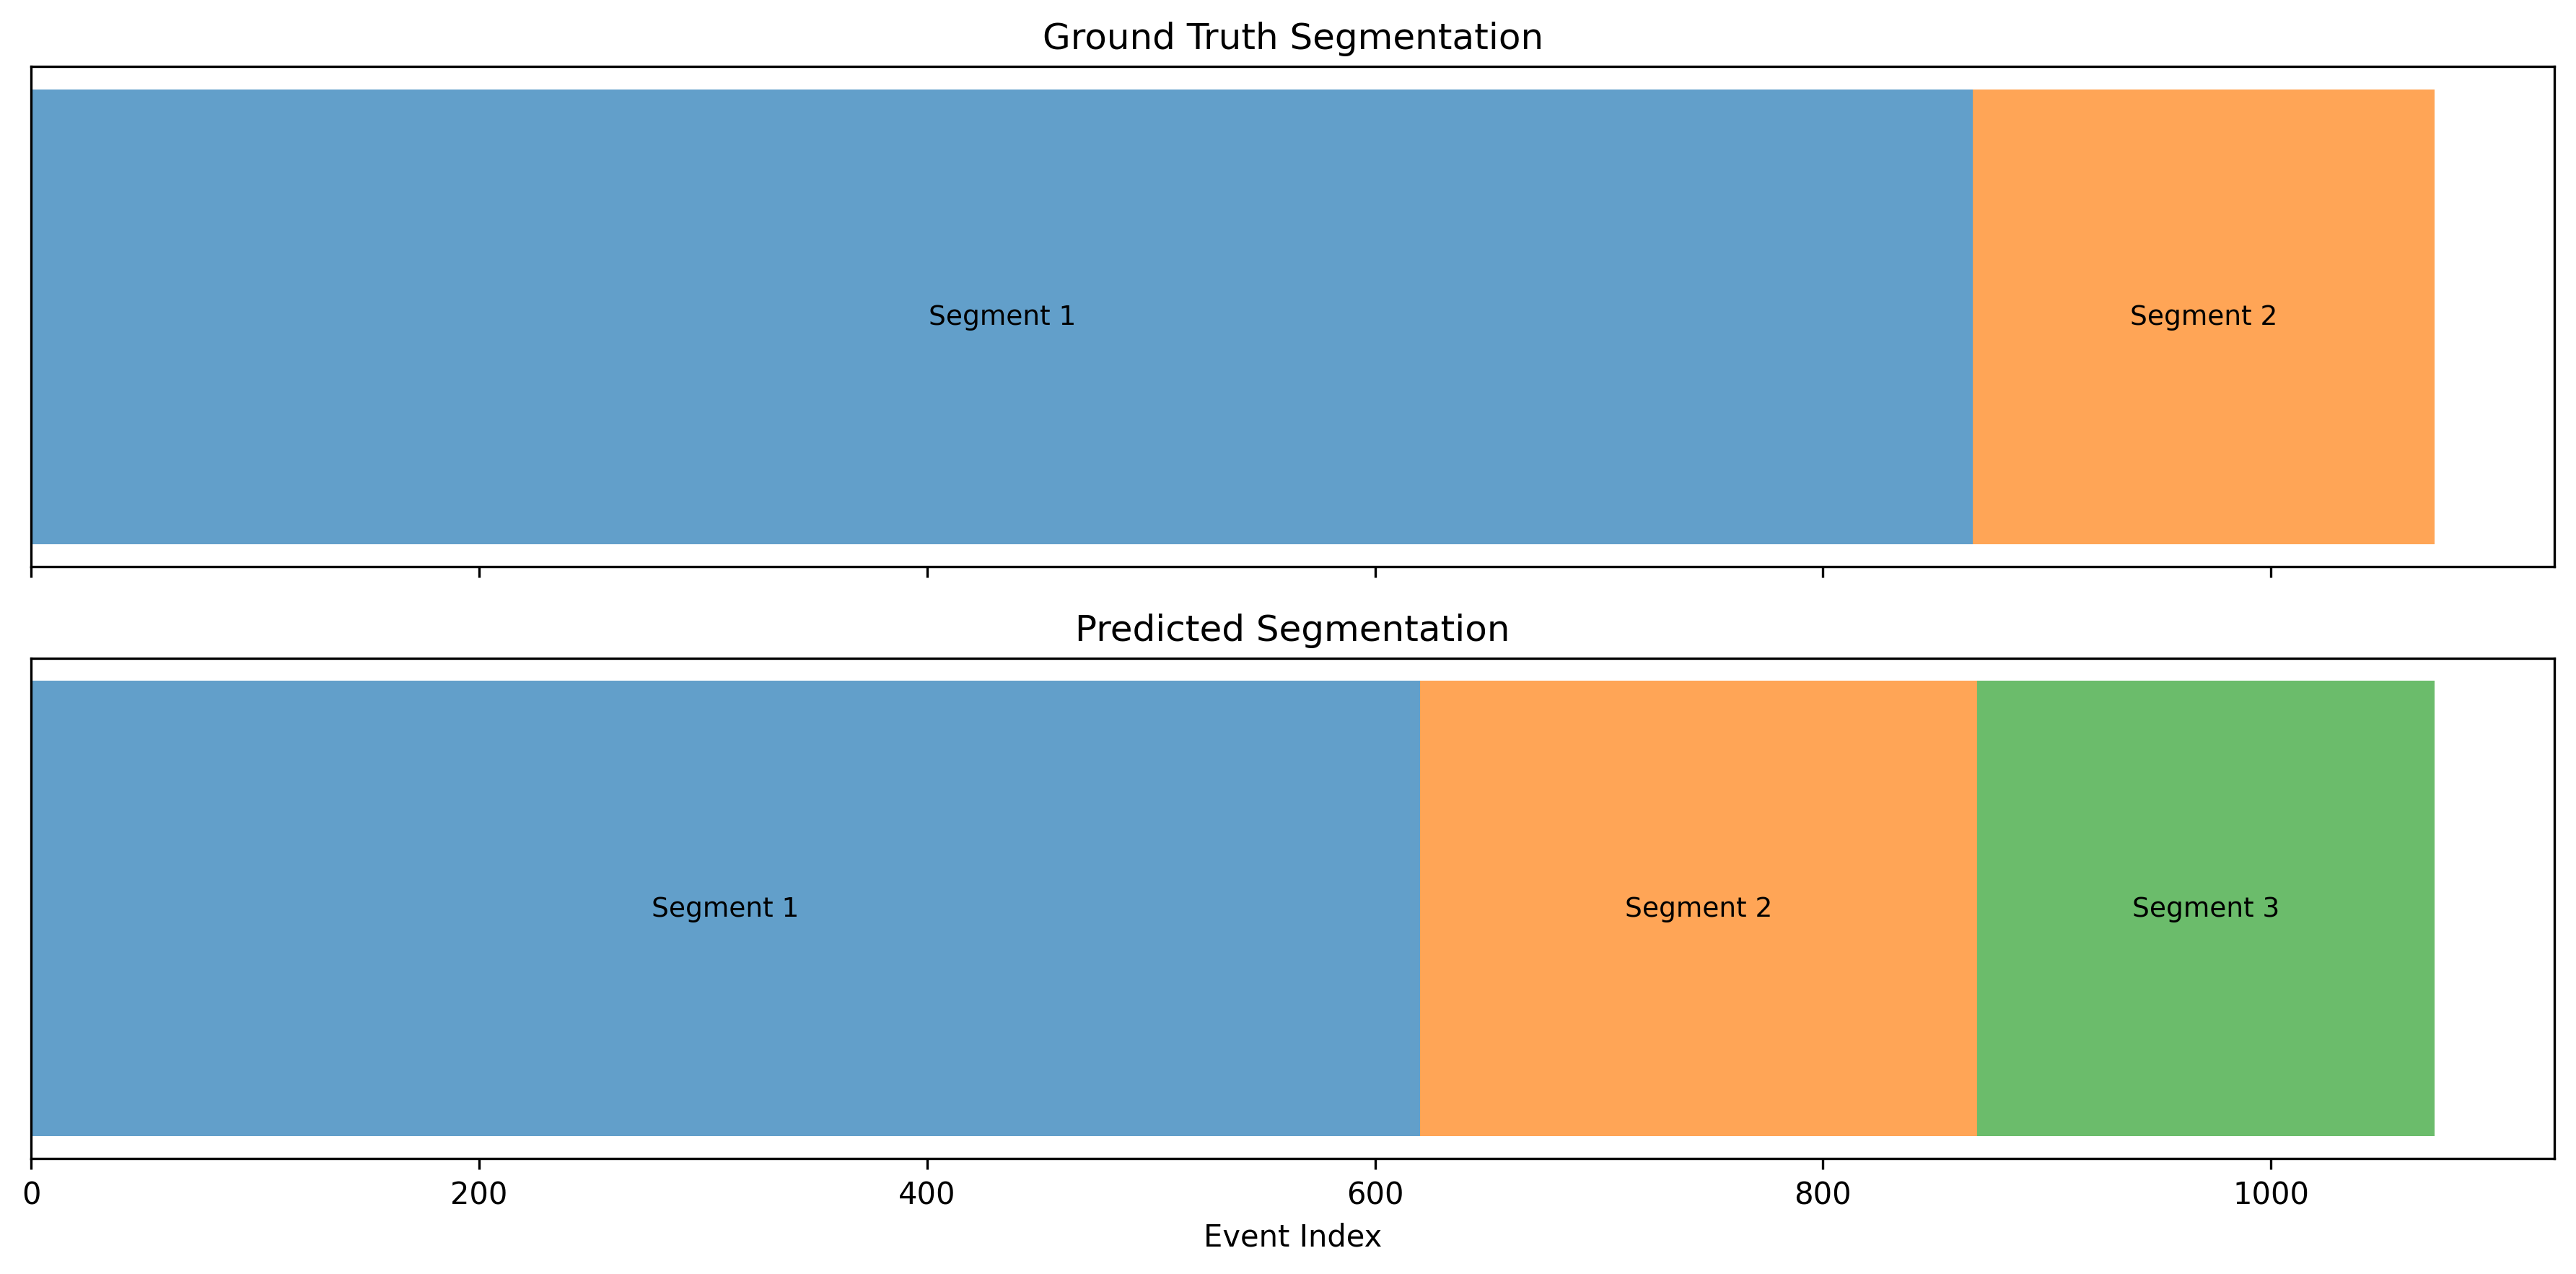 Ground Truth Segmentation
Segment 1
Segment 2
Predicted Segmentation
Segment 1
Segment 2
Segment 3
0
200
400
600
800
1000
Event Index